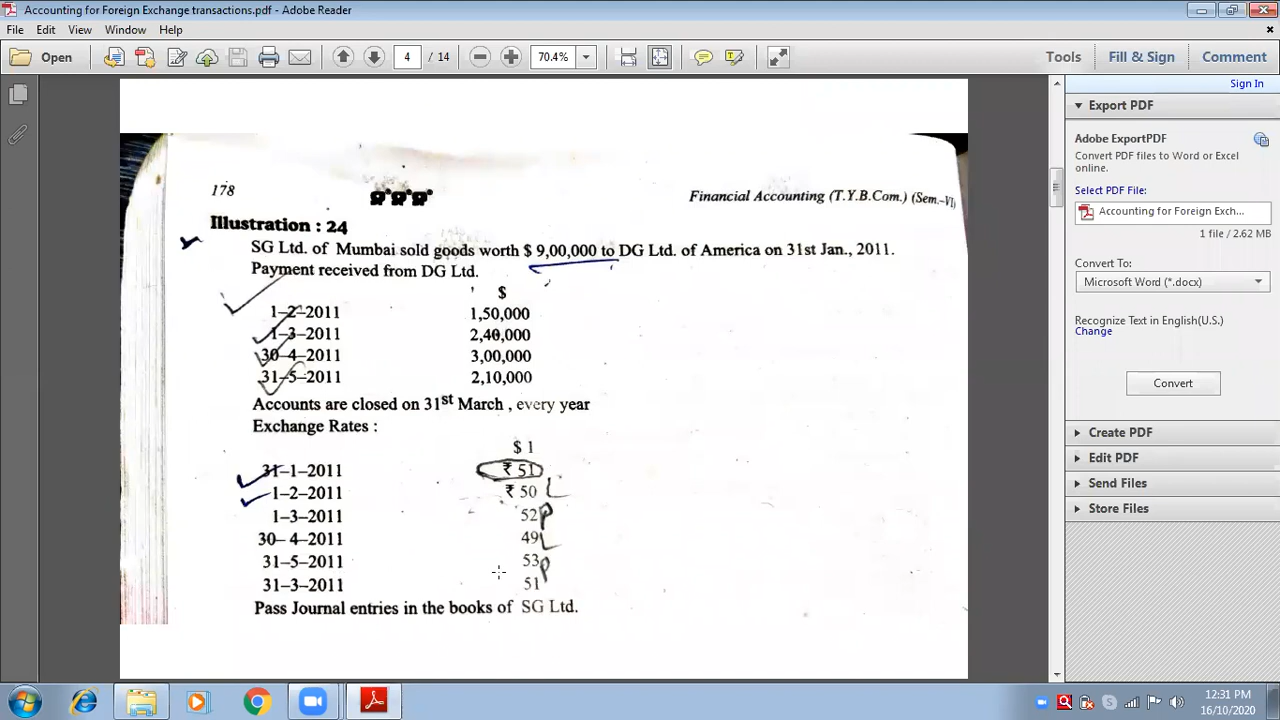 Accounting for Foreign Exchange transactions.pdf - Adobe Reader
File Edit View Window Help
Open 4 / 14 70.4% Tools Fill & Sign Comment
Sign In
Export PDF
Adobe ExportPDF
Convert PDF files to Word or Excel
online.
Select PDF File:
Accounting for Foreign Exch...
1 file / 2.62 MB
Convert To:
Microsoft Word (*.docx)
Recognize Text in English(U.S.)
Change
Convert
Create PDF
Edit PDF
Send Files
Store Files
178
Financial Accounting (T.Y.B.Com.) (Sem.-VI)
Illustration : 24
SG Ltd. of Mumbai sold goods worth $ 9,00,000 to DG Ltd. of America on 31st Jan., 2011.
Payment received from DG Ltd.
$
1-2-2011 1,50,000
1-3-2011 2,40,000
30-4-2011 3,00,000
31-5-2011 2,10,000
Accounts are closed on 31st March , every year
Exchange Rates :
$ 1
31-1-2011 ₹ 51
1-2-2011 ₹ 50 L
1-3-2011 52 P
30- 4-2011 49 L
31-5-2011 53 P
31-3-2011 51
Pass Journal entries in the books of SG Ltd.
12:31 PM
16/10/2020